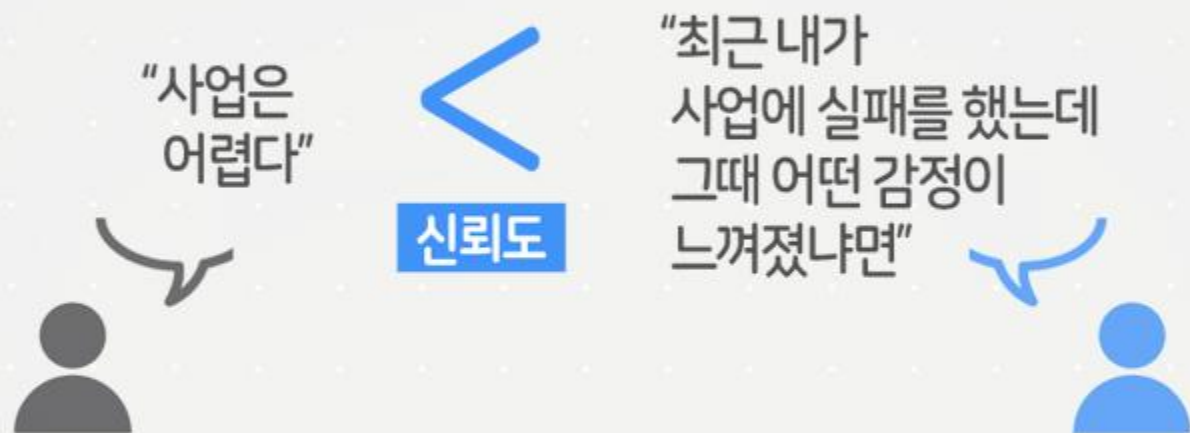 "사업은
어렵다"
<
신뢰도
"최근 내가
사업에 실패를 했는데
그때 어떤 감정이
느껴졌냐면"